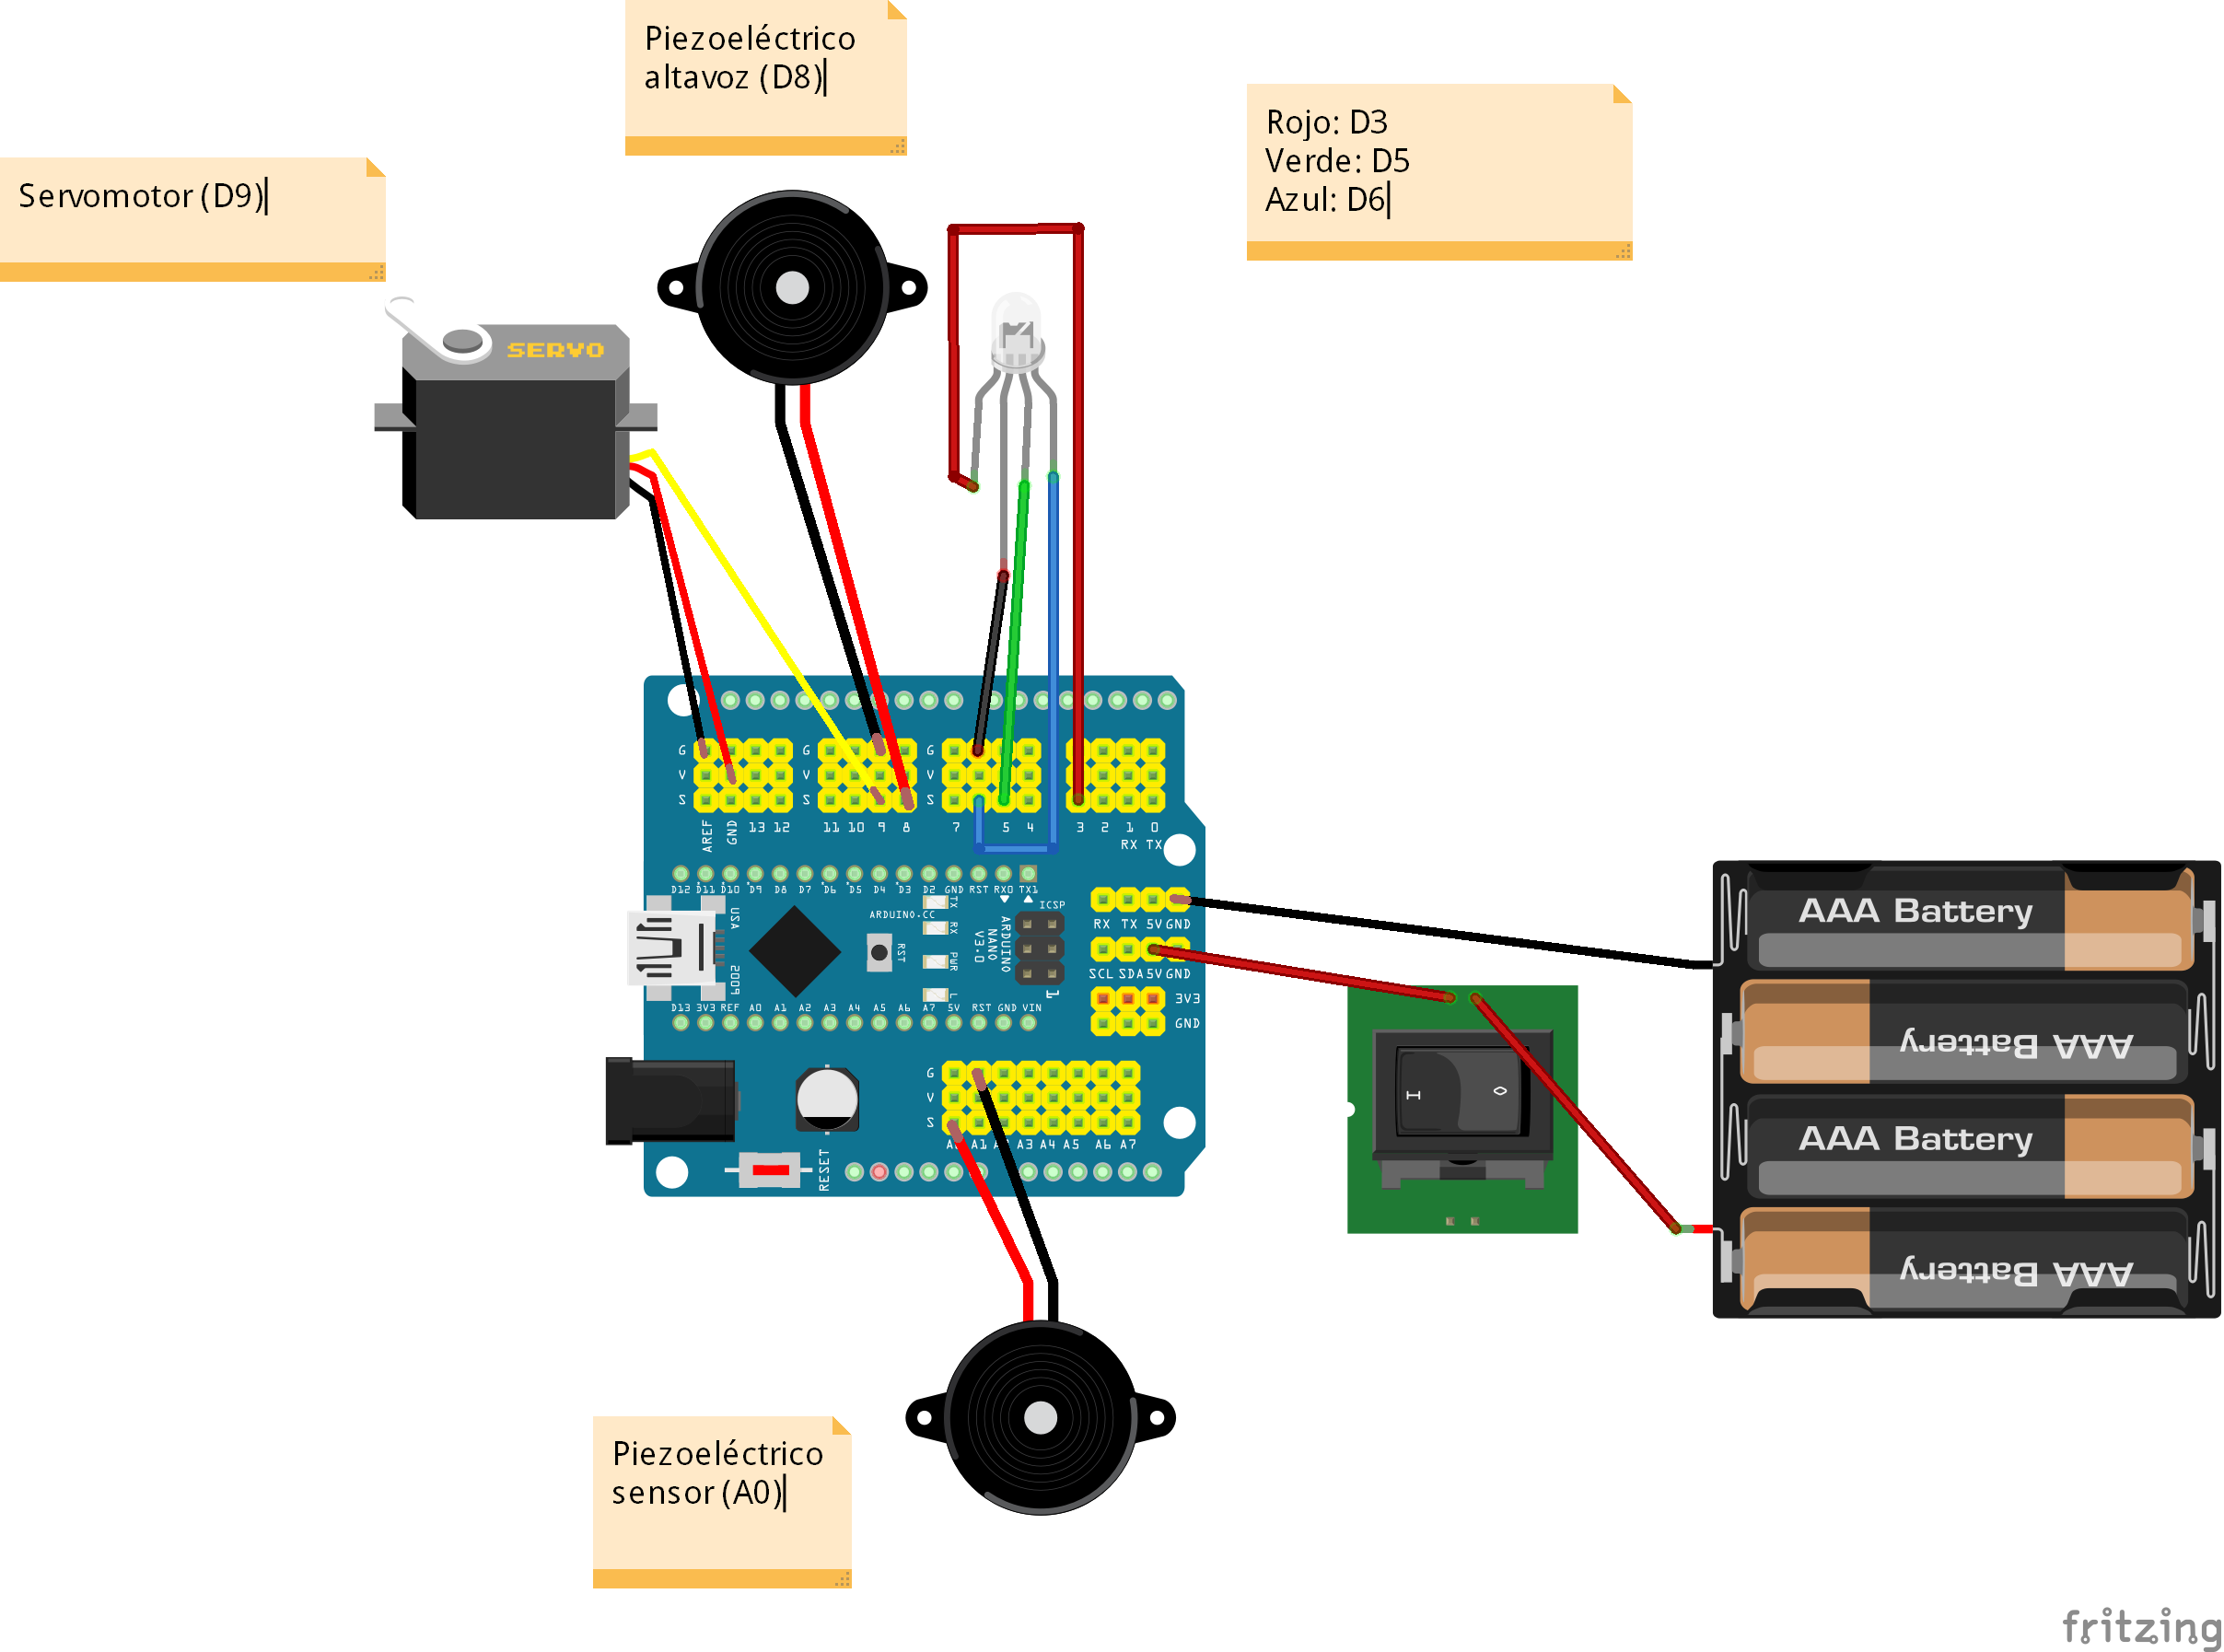 Piezoeléctrico
altavoz (D8)
Rojo: D3
Verde: D5
Azul: D6
Servomotor (D9)
SERVO
G G G
V V V
S S S
AREF GND 13 12 11 10 9 8 7 5 4 3 2 1 0
RX TX
D12 D11 D10 D9 D8 D7 D6 D5 D4 D3 D2 GND RST RX0 TX1
ICSP
TX
RX
PWR
L
ARDUINO.CC
RST
ARDUINO
NANO
V3.0
USA
1
RX TX 5V GND
SCL SDA 5V GND
3V3
GND
D13 3V3 REF A0 A1 A2 A3 A4 A5 A6 A7 5V RST GND VIN
G
V
S
A1 A3 A4 A5 A6 A7
RESET
I O
AAA Battery
AAA Battery
AAA Battery
AAA Battery
Piezoeléctrico
sensor (A0)
fritzing